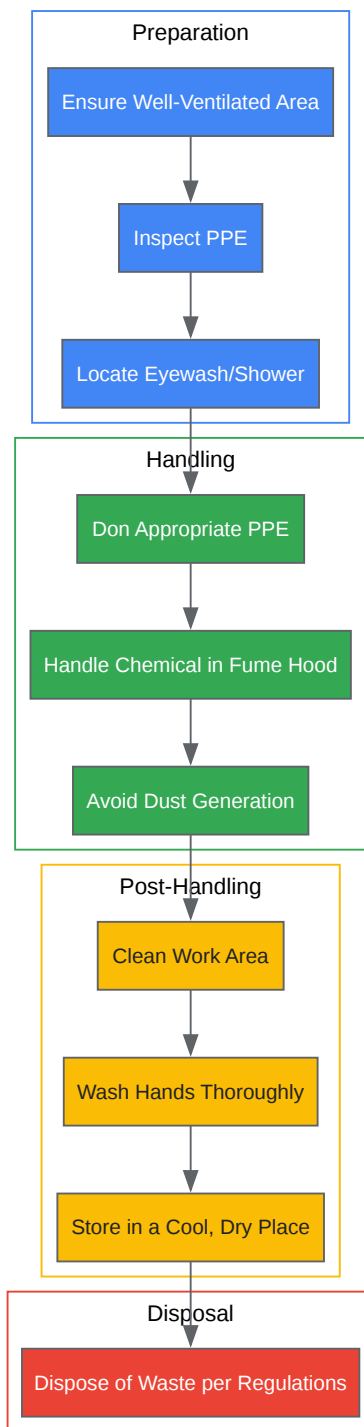 Preparation
Ensure Well-Ventilated Area
Inspect PPE
Locate Eyewash/Shower
Handling
Don Appropriate PPE
Handle Chemical in Fume Hood
Avoid Dust Generation
Post-Handling
Clean Work Area
Wash Hands Thoroughly
Store in a Cool, Dry Place
Disposal
Dispose of Waste per Regulations